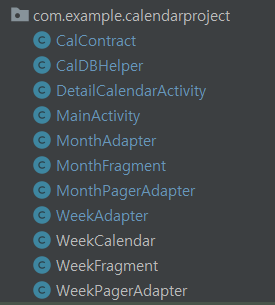 com.example.calendarproject
CalContract
CalDBHelper
DetailCalendarActivity
MainActivity
MonthAdapter
MonthFragment
MonthPagerAdapter
WeekAdapter
WeekCalendar
WeekFragment
WeekPagerAdapter